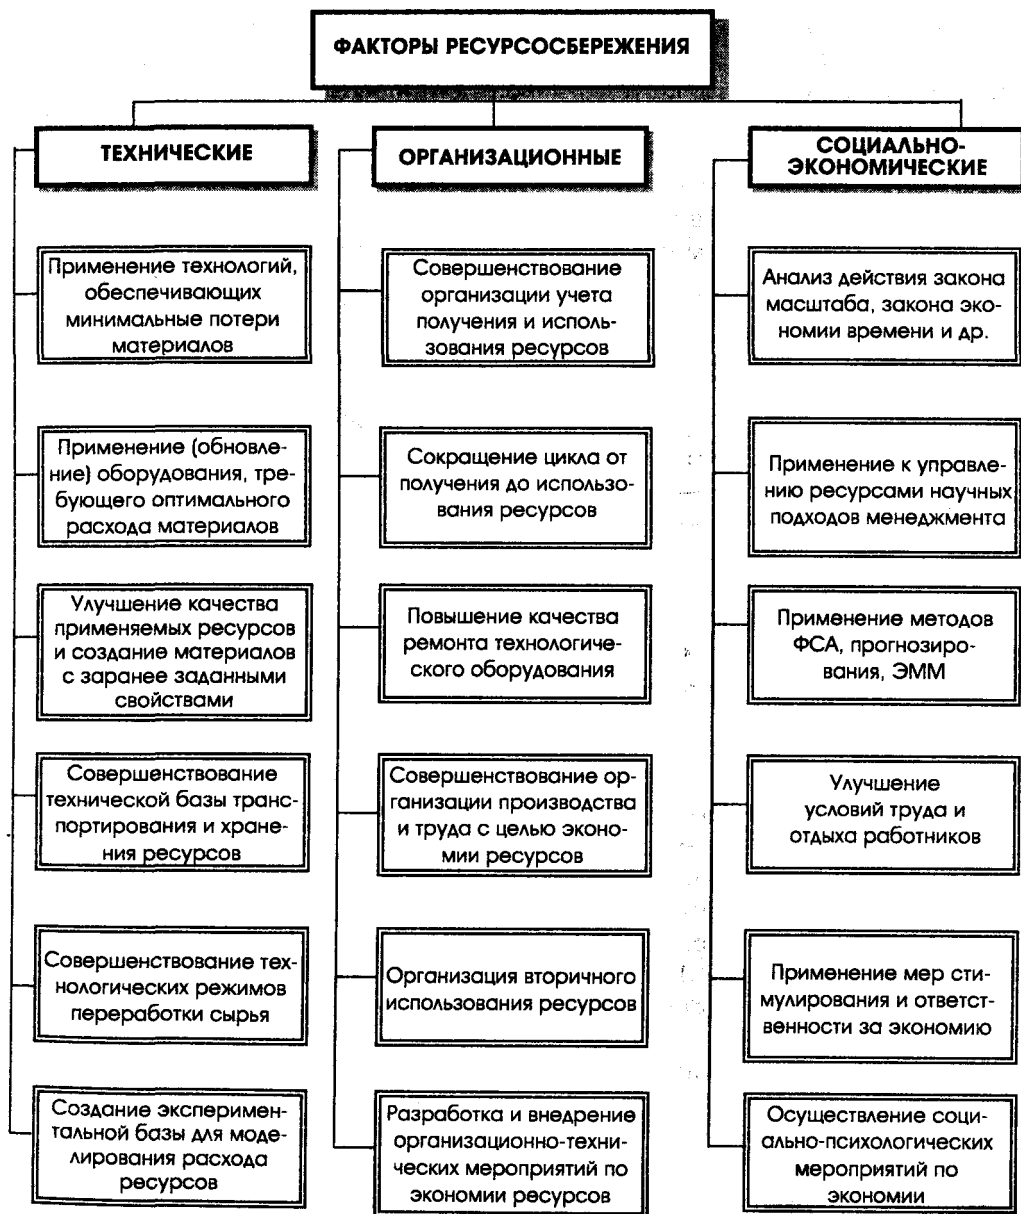 ФАКТОРЫ РЕСУРСОСБЕРЕЖЕНИЯ
ТЕХНИЧЕСКИЕ
Применение технологий,
обеспечивающих
минимальные потери
материалов
Применение (обновле-
ние) оборудования, тре-
бующего оптимального
расхода материалов
Улучшение качества
применяемых ресурсов
и создание материалов
с заранее заданными
свойствами
Совершенствование
технической базы транс-
портирования и хране-
ния ресурсов
Совершенствование тех-
нологических режимов
переработки сырья
Создание эксперимен-
тальной базы для моде-
лирования расхода
ресурсов
ОРГАНИЗАЦИОННЫЕ
Совершенствование
организации учета
получения и исполь-
зования ресурсов
Сокращение цикла от
получения до использо-
вания ресурсов
Повышение качества
ремонта технологиче-
ского оборудования
Совершенствование ор-
ганизации производства
и труда с целью эконо-
мии ресурсов
Организация вторичного
использования ресурсов
Разработка и внедрение
организационно-техни-
ческих мероприятий по
экономии ресурсов
СОЦИАЛЬНО-
ЭКОНОМИЧЕСКИЕ
Анализ действия закона
масштаба, закона эко-
номии времени и др.
Применение к управле-
нию ресурсами научных
подходов менеджмента
Применение методов
ФСА, прогнозиро-
вания, ЭММ
Улучшение
условий труда и
отдыха работников
Применение мер сти-
мулирования и ответст-
венности за экономию
Осуществление соци-
ально-психологических
мероприятий по
экономии